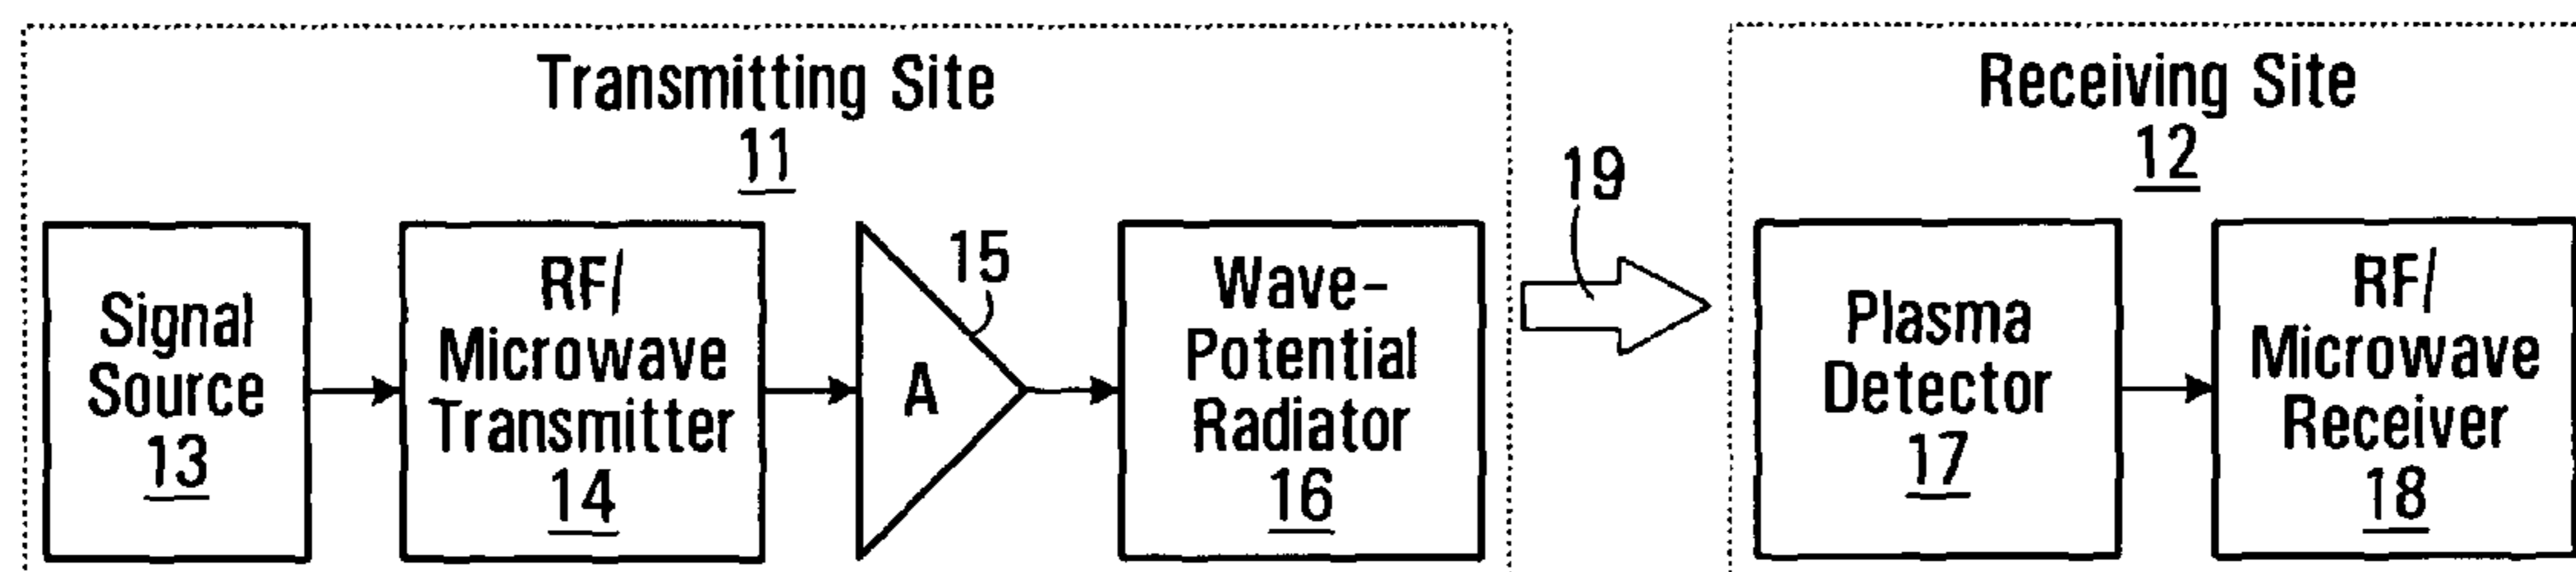 Transmitting Site
11
Signal
Source
13
RF/
Microwave
Transmitter
14
15
A
Wave-
Potential
Radiator
16
19
Receiving Site
12
Plasma
Detector
17
RF/
Microwave
Receiver
18